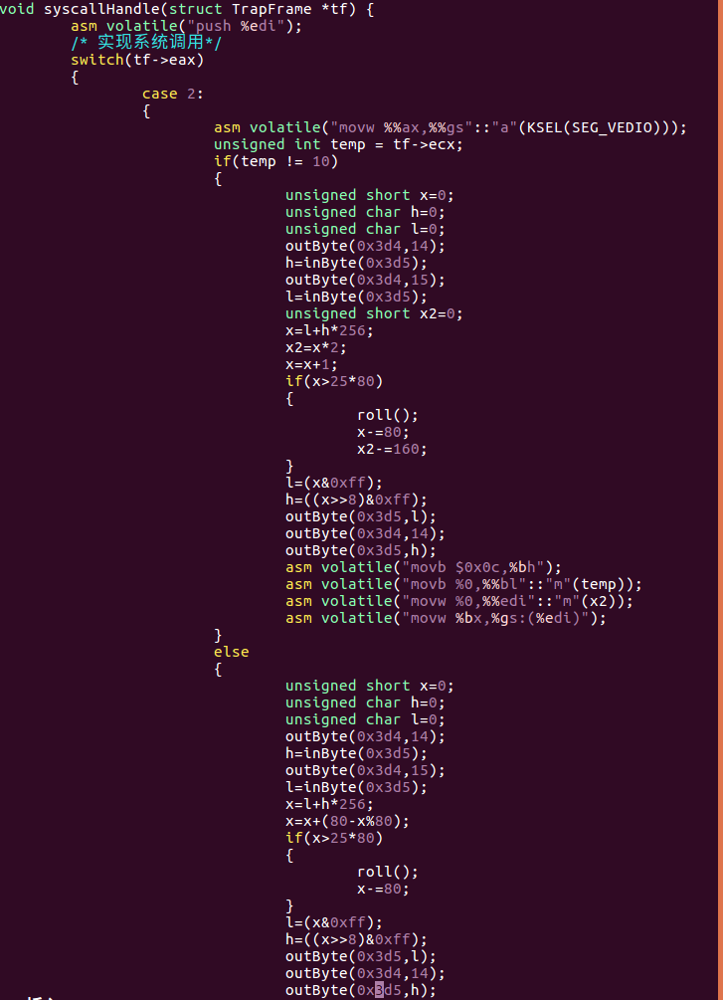 void syscallHandle(struct TrapFrame *tf) {
asm volatile("push %edi");
/* 实现系统调用*/
switch(tf->eax)
{
case 2:
{
asm volatile("movw %%ax,%%gs"::"a"(KSEL(SEG_VEDIO)));
unsigned int temp = tf->ecx;
if(temp != 10)
{
unsigned short x=0;
unsigned char h=0;
unsigned char l=0;
outByte(0x3d4,14);
h=inByte(0x3d5);
outByte(0x3d4,15);
l=inByte(0x3d5);
unsigned short x2=0;
x=l+h*256;
x2=x*2;
x=x+1;
if(x>25*80)
{
roll();
x-=80;
x2-=160;
}
l=(x&0xff);
h=((x>>8)&0xff);
outByte(0x3d5,l);
outByte(0x3d4,14);
outByte(0x3d5,h);
asm volatile("movb $0x0c,%bh");
asm volatile("movb %0,%%bl"::"m"(temp));
asm volatile("movw %0,%%edi"::"m"(x2));
asm volatile("movw %bx,%gs:(%edi)");
}
else
{
unsigned short x=0;
unsigned char h=0;
unsigned char l=0;
outByte(0x3d4,14);
h=inByte(0x3d5);
outByte(0x3d4,15);
l=inByte(0x3d5);
x=l+h*256;
x=x+(80-x%80);
if(x>25*80)
{
roll();
x-=80;
}
l=(x&0xff);
h=((x>>8)&0xff);
outByte(0x3d5,l);
outByte(0x3d4,14);
outByte(0x3d5,h);